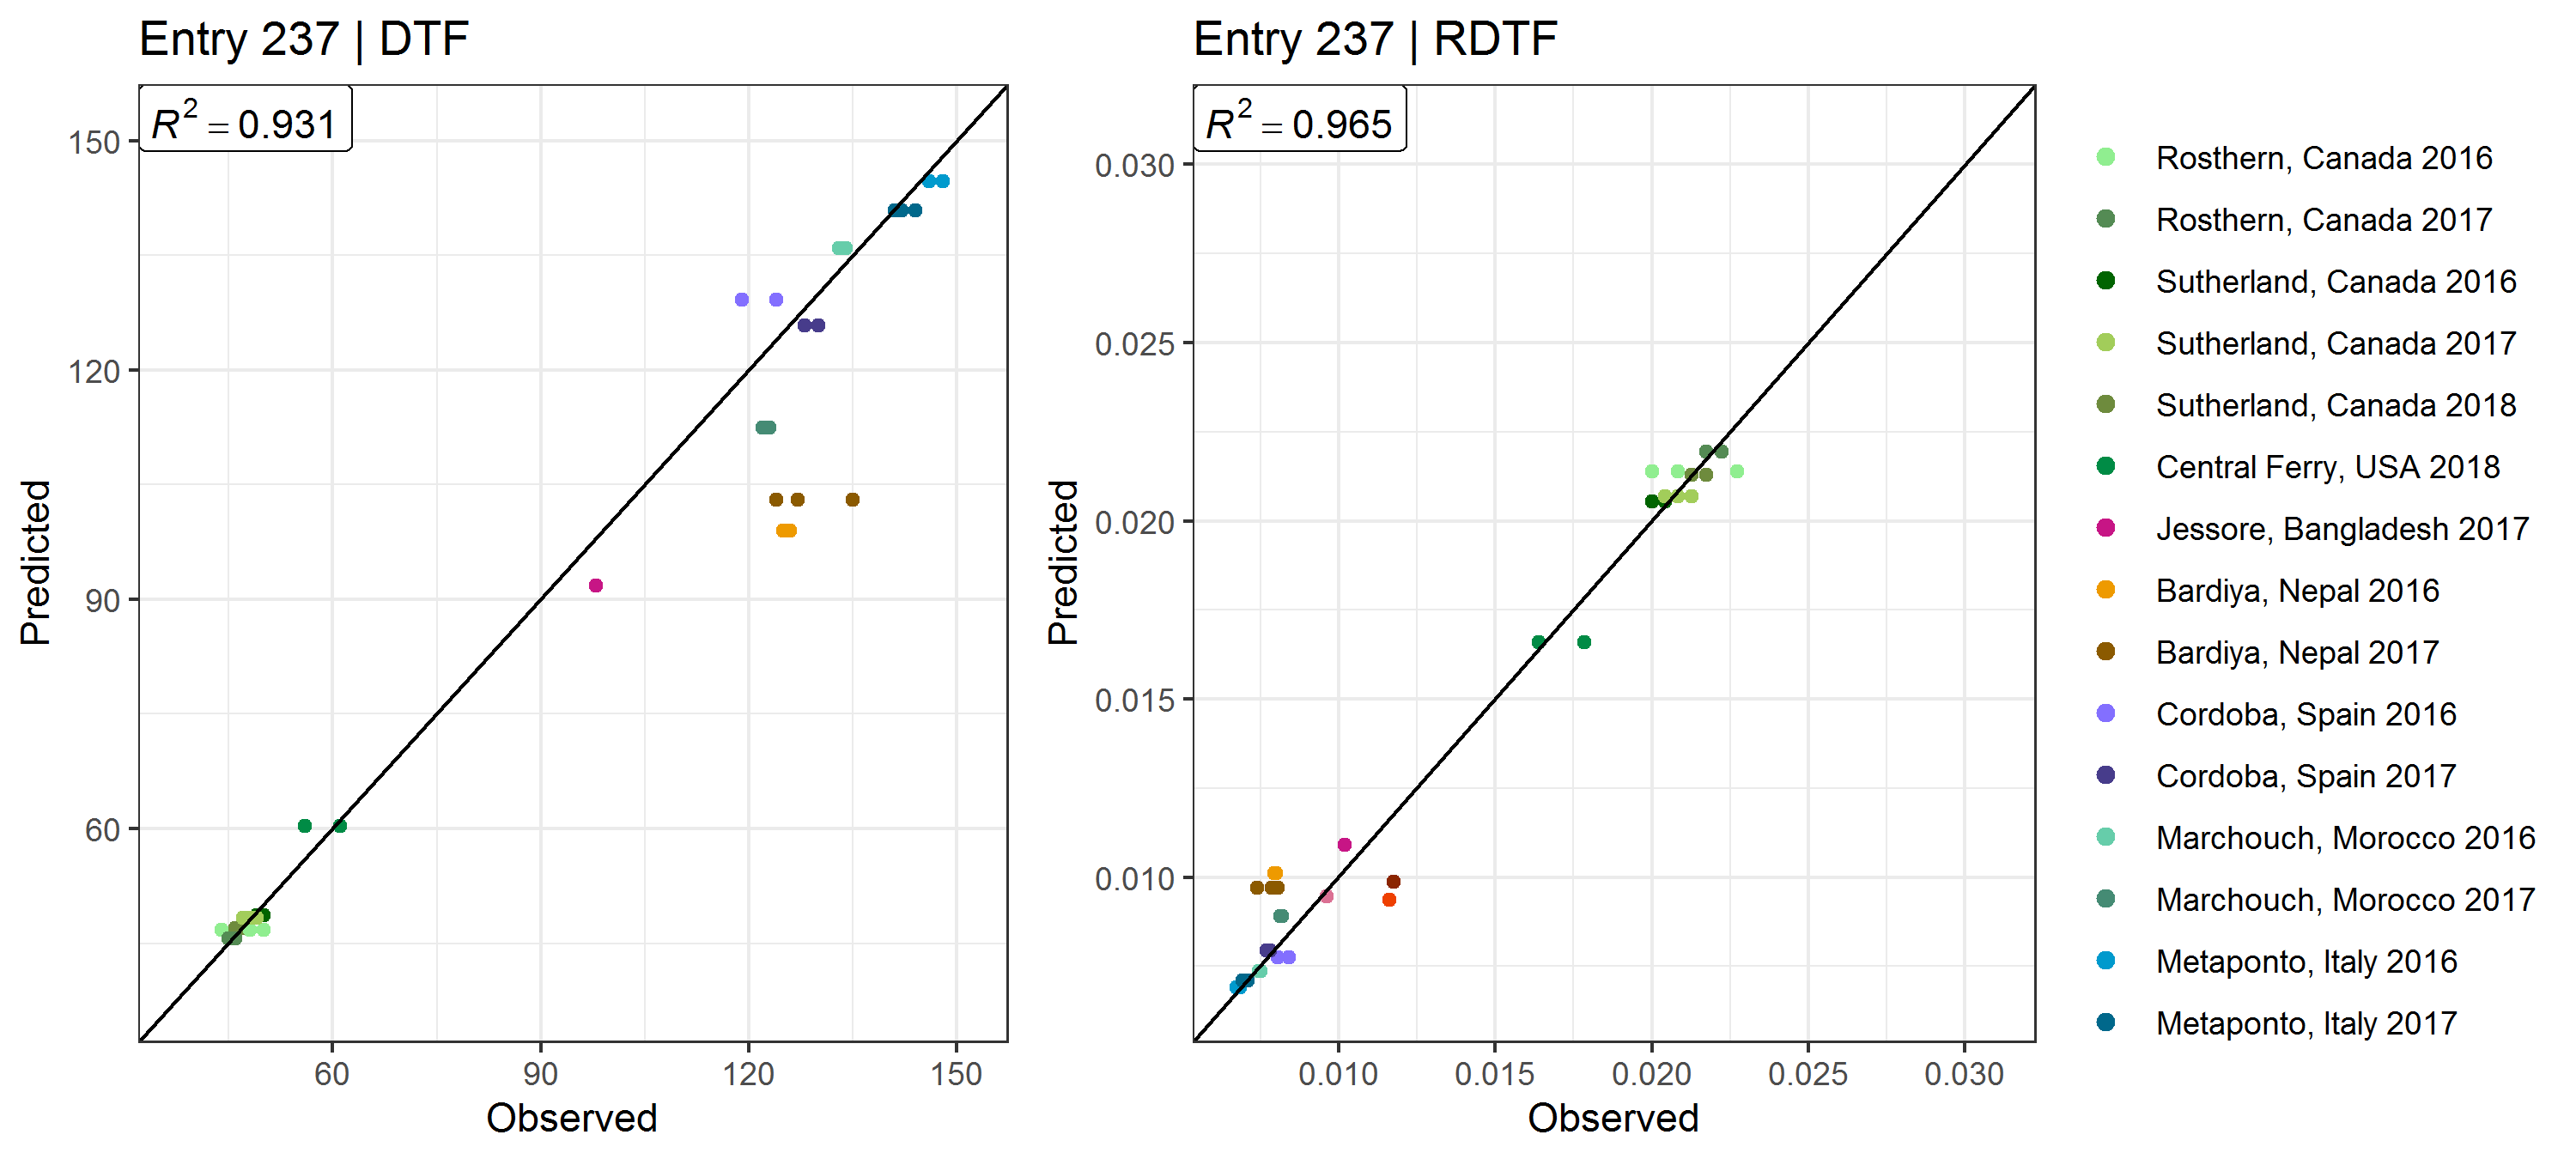 Entry 237 | DTF
R² = 0.931
150
120
90
60
Predicted
60 90 120 150
Observed
Entry 237 | RDTF
R² = 0.965
0.030
0.025
0.020
0.015
0.010
Predicted
0.010 0.015 0.020 0.025 0.030
Observed
Rosthern, Canada 2016
Rosthern, Canada 2017
Sutherland, Canada 2016
Sutherland, Canada 2017
Sutherland, Canada 2018
Central Ferry, USA 2018
Jessore, Bangladesh 2017
Bardiya, Nepal 2016
Bardiya, Nepal 2017
Cordoba, Spain 2016
Cordoba, Spain 2017
Marchouch, Morocco 2016
Marchouch, Morocco 2017
Metaponto, Italy 2016
Metaponto, Italy 2017